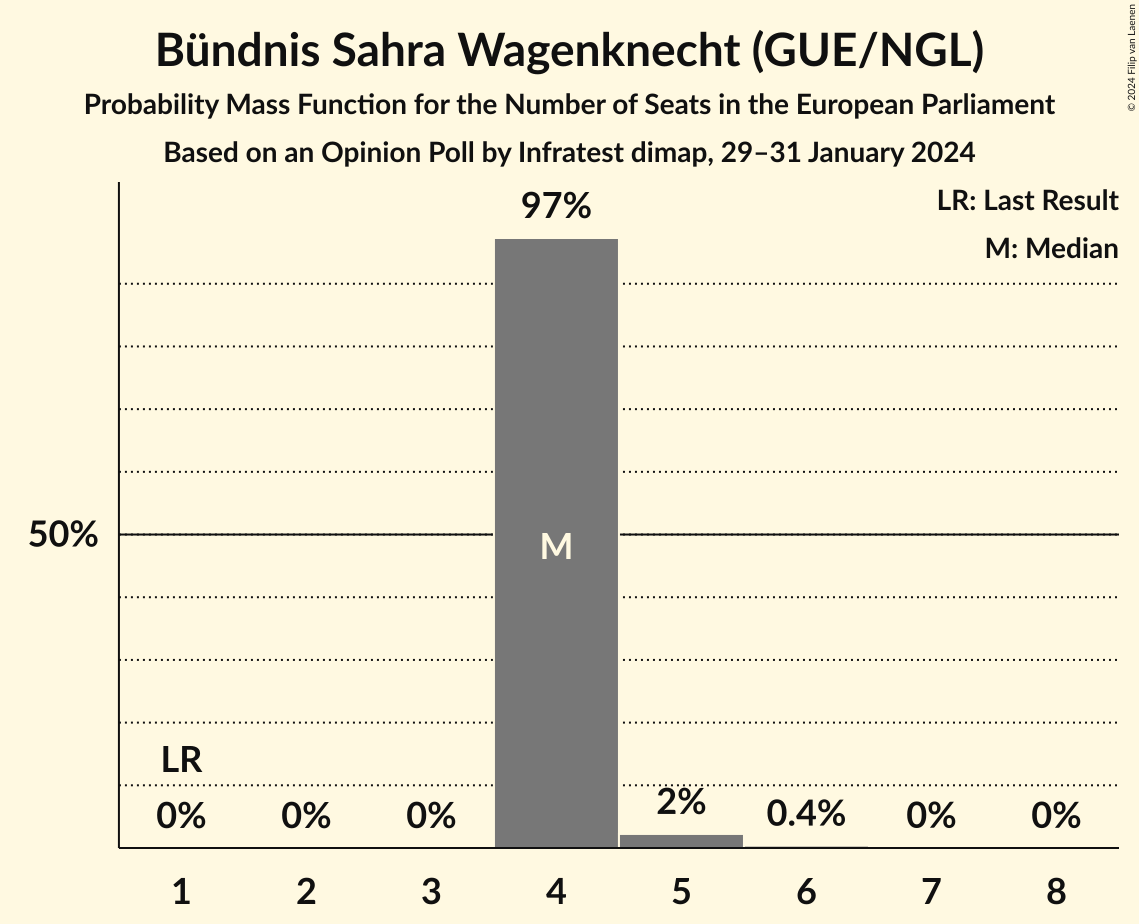 Bündnis Sahra Wagenknecht (GUE/NGL)
Probability Mass Function for the Number of Seats in the European Parliament
Based on an Opinion Poll by Infratest dimap, 29–31 January 2024
© 2024 Filip van Laenen
LR: Last Result
M: Median
97%
50%
M
LR
0%
0%
0%
2%
0.4%
0%
0%
1
2
3
4
5
6
7
8